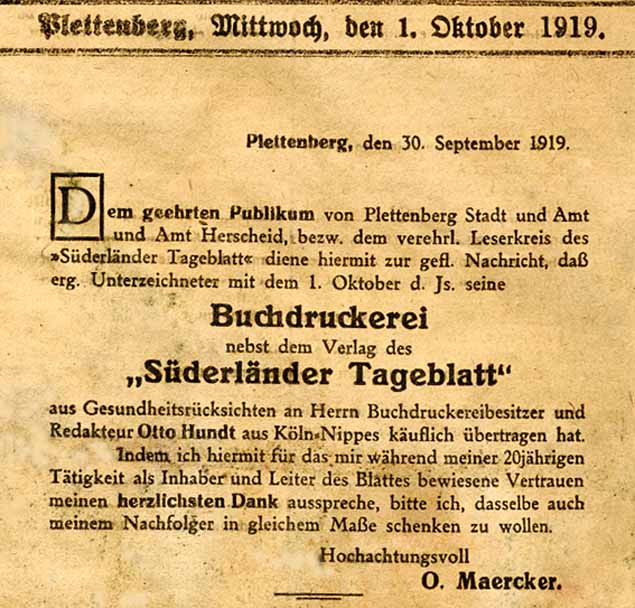 Plettenberg, Mittwoch, den 1. Oktober 1919.
Plettenberg, den 30. September 1919.
Dem geehrten Publikum von Plettenberg Stadt und Amt
und Amt Herscheid, bezw. dem verehrl. Leserkreis des
»Süderländer Tageblatt« diene hiermit zur gefl. Nachricht, daß
erg. Unterzeichneter mit dem 1. Oktober d. Js. seine
Buchdruckerei
nebst dem Verlag des
„Süderländer Tageblatt“
aus Gesundheitsrücksichten an Herrn Buchdruckereibesitzer und
Redakteur Otto Hundt aus Köln-Nippes käuflich übertragen hat.
Indem ich hiermit für das mir während meiner 20jährigen
Tätigkeit als Inhaber und Leiter des Blattes bewiesene Vertrauen
meinen herzlichsten Dank ausspreche, bitte ich, dasselbe auch
meinem Nachfolger in gleichem Maße schenken zu wollen.
Hochachtungsvoll
O. Maercker.